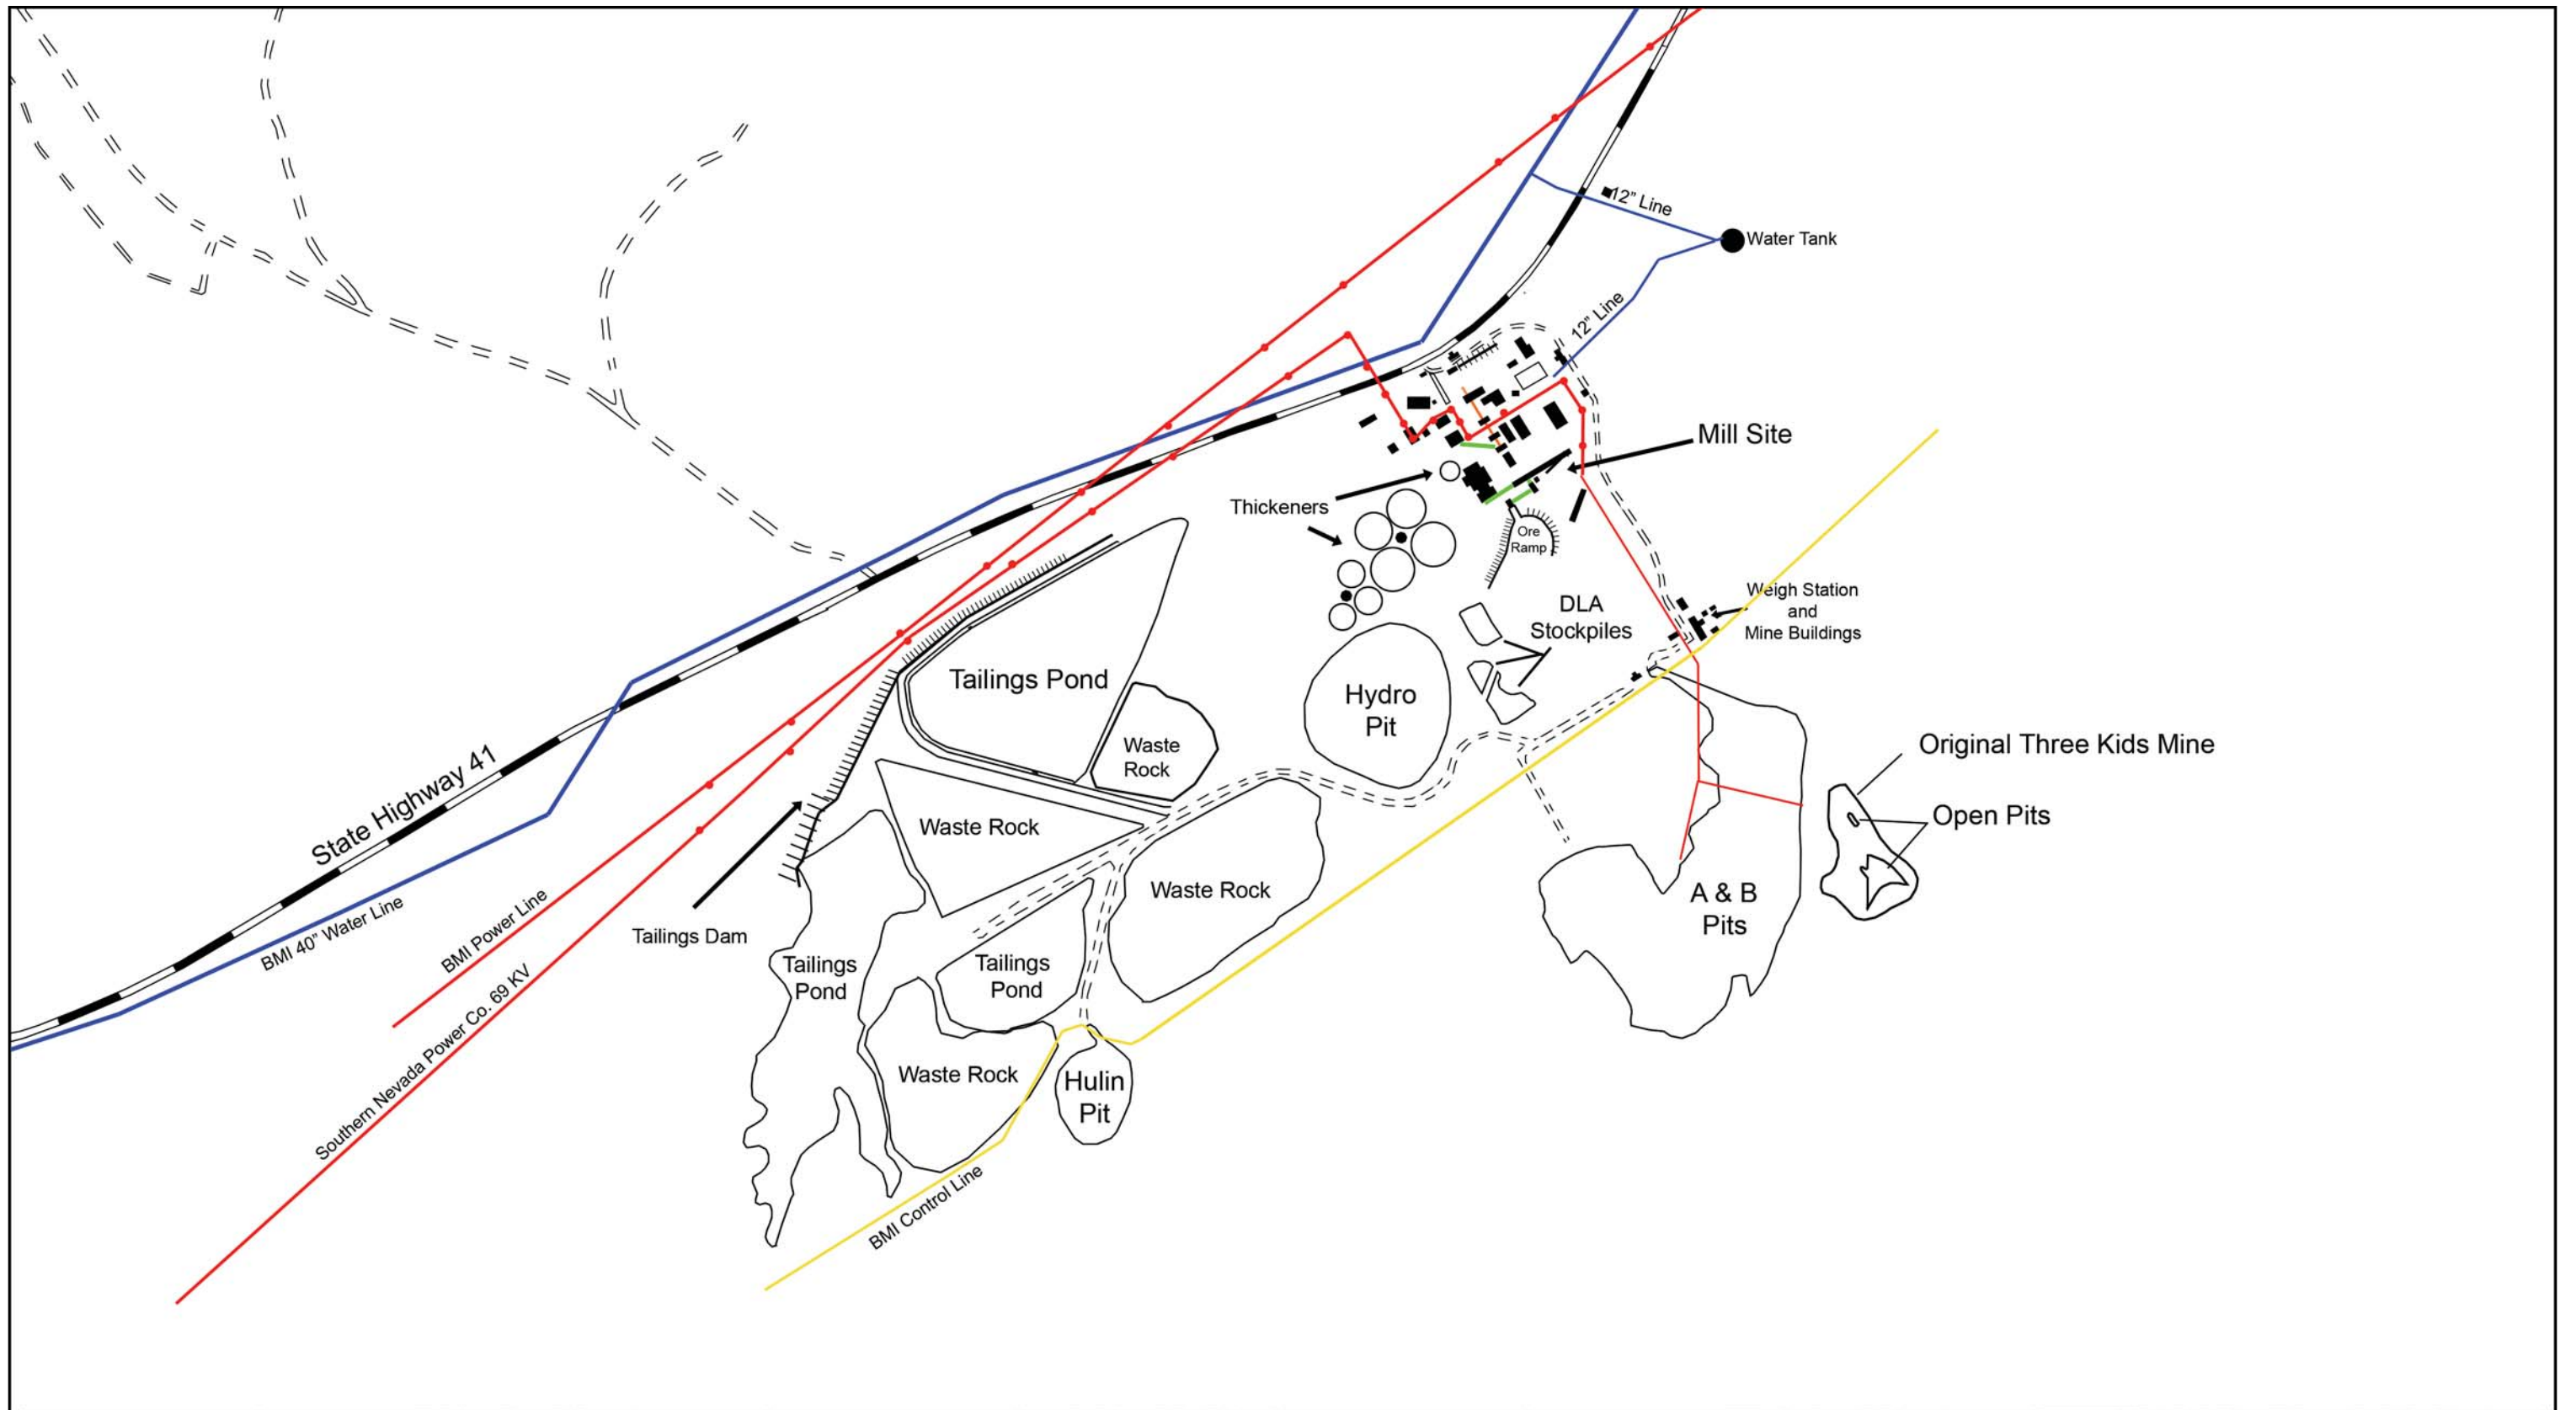 12” Line
Water Tank
12” Line
Mill Site
Thickeners
Ore
Ramp
Weigh Station
and
Mine Buildings
DLA
Stockpiles
Tailings Pond
Hydro
Pit
Waste
Rock
Original Three Kids Mine
Open Pits
State Highway 41
Waste Rock
Waste Rock
A & B
Pits
BMI 40” Water Line
BMI Power Line
Tailings Dam
Tailings
Pond
Tailings
Pond
Southern Nevada Power Co. 69 KV
Waste Rock
Hulin
Pit
BMI Control Line